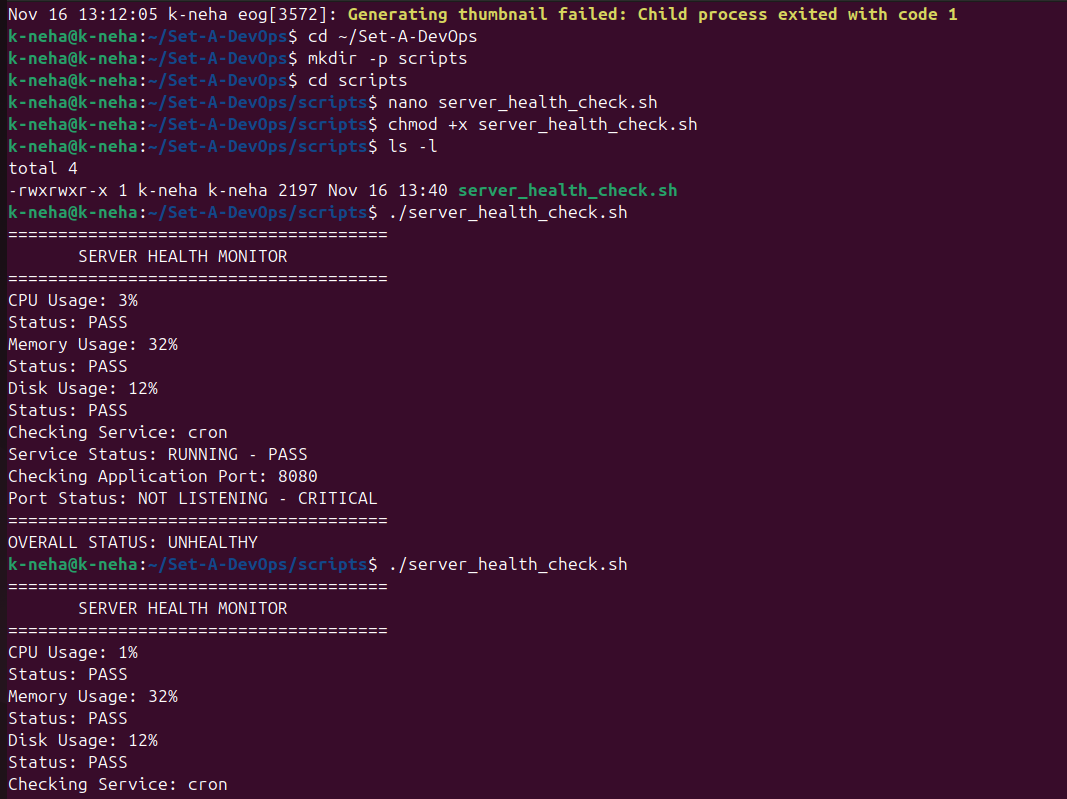 Nov 16 13:12:05 k-neha eog[3572]: Generating thumbnail failed: Child process exited with code 1
k-neha@k-neha:~/Set-A-DevOps$ cd ~/Set-A-DevOps
k-neha@k-neha:~/Set-A-DevOps$ mkdir -p scripts
k-neha@k-neha:~/Set-A-DevOps$ cd scripts
k-neha@k-neha:~/Set-A-DevOps/scripts$ nano server_health_check.sh
k-neha@k-neha:~/Set-A-DevOps/scripts$ chmod +x server_health_check.sh
k-neha@k-neha:~/Set-A-DevOps/scripts$ ls -l
total 4
-rwxrwxr-x 1 k-neha k-neha 2197 Nov 16 13:40 server_health_check.sh
k-neha@k-neha:~/Set-A-DevOps/scripts$ ./server_health_check.sh
======================================
       SERVER HEALTH MONITOR
======================================
CPU Usage: 3%
Status: PASS
Memory Usage: 32%
Status: PASS
Disk Usage: 12%
Status: PASS
Checking Service: cron
Service Status: RUNNING - PASS
Checking Application Port: 8080
Port Status: NOT LISTENING - CRITICAL
======================================
OVERALL STATUS: UNHEALTHY
k-neha@k-neha:~/Set-A-DevOps/scripts$ ./server_health_check.sh
======================================
       SERVER HEALTH MONITOR
======================================
CPU Usage: 1%
Status: PASS
Memory Usage: 32%
Status: PASS
Disk Usage: 12%
Status: PASS
Checking Service: cron